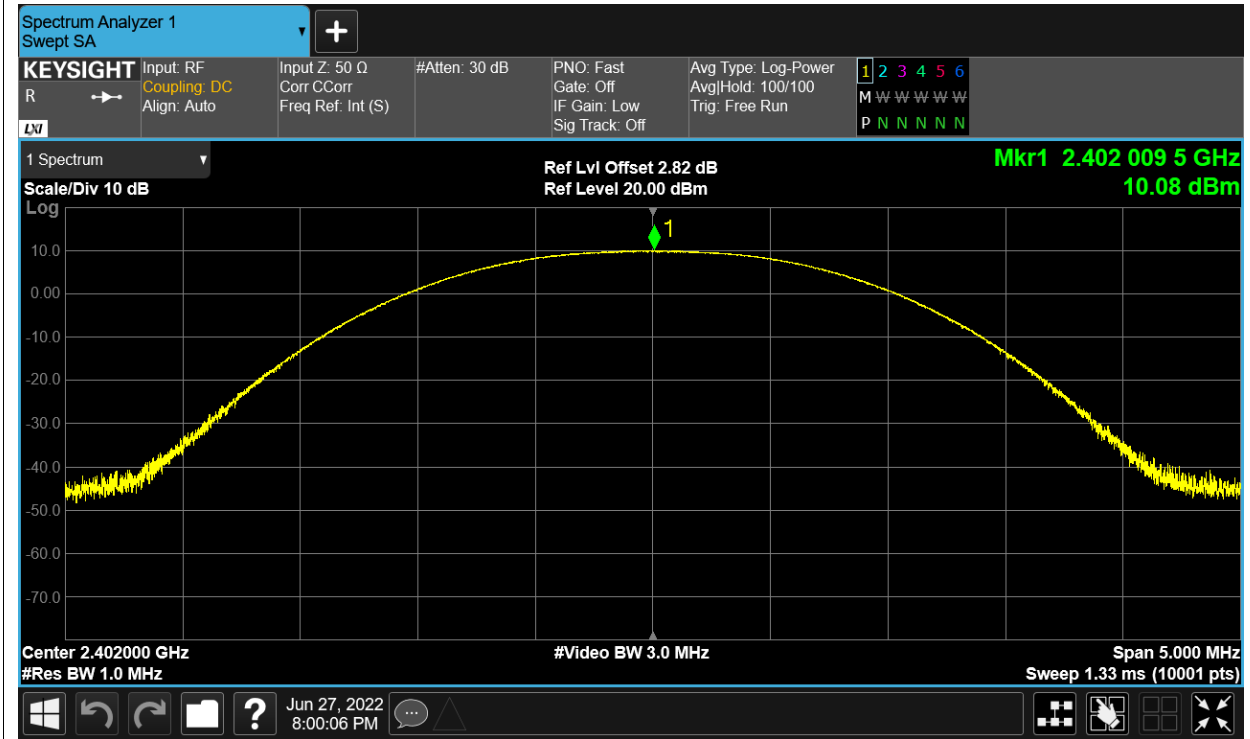 Spectrum Analyzer 1
Swept SA
KEYSIGHT
R
LXI
Input: RF
Coupling: DC
Align: Auto
Input Z: 50 Ω
Corr CCorr
Freq Ref: Int (S)
#Atten: 30 dB
PNO: Fast
Gate: Off
IF Gain: Low
Sig Track: Off
Avg Type: Log-Power
Avg|Hold: 100/100
Trig: Free Run
1 2 3 4 5 6
M W W W W W
P N N N N N
1 Spectrum
Scale/Div 10 dB
Log
Ref Lvl Offset 2.82 dB
Ref Level 20.00 dBm
Mkr1 2.402 009 5 GHz
10.08 dBm
1
10.0
0.00
-10.0
-20.0
-30.0
-40.0
-50.0
-60.0
-70.0
Center 2.402000 GHz
#Video BW 3.0 MHz
Span 5.000 MHz
#Res BW 1.0 MHz
Sweep 1.33 ms (10001 pts)
?
Jun 27, 2022
8:00:06 PM